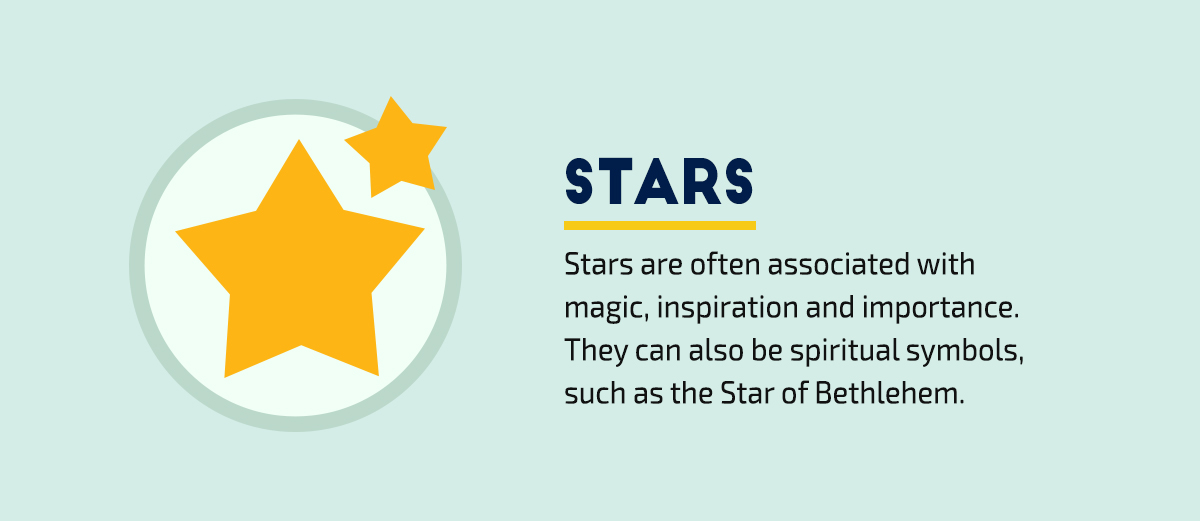 STARS
Stars are often associated with
magic, inspiration and importance.
They can also be spiritual symbols,
such as the Star of Bethlehem.